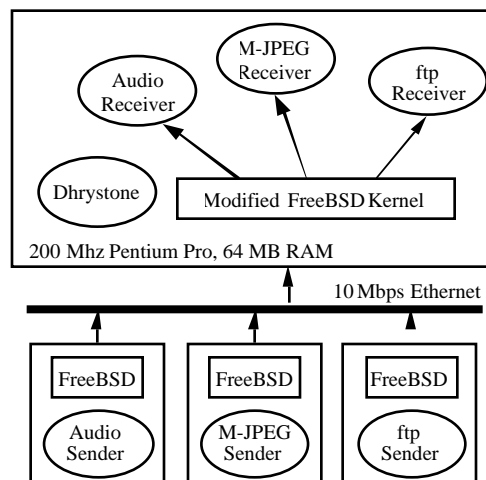 M-JPEG
Receiver
Audio
Receiver
ftp
Receiver
Dhrystone
Modified FreeBSD Kernel
200 Mhz Pentium Pro, 64 MB RAM
10 Mbps Ethernet
FreeBSD
FreeBSD
FreeBSD
Audio
Sender
M-JPEG
Sender
ftp
Sender